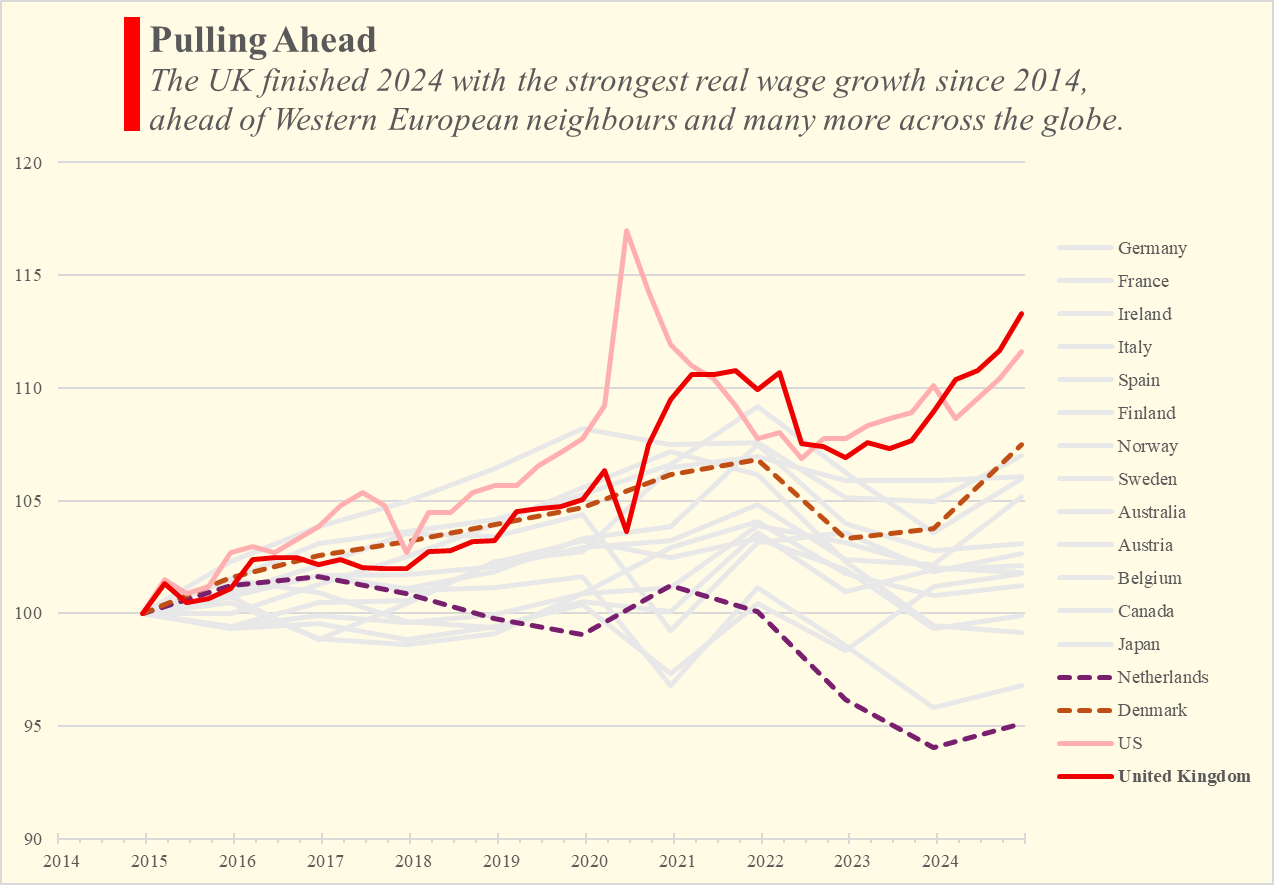 Pulling Ahead
The UK finished 2024 with the strongest real wage growth since 2014,
ahead of Western European neighbours and many more across the globe.
120
115
110
105
100
95
90
2014 2015 2016 2017 2018 2019 2020 2021 2022 2023 2024
Germany
France
Ireland
Italy
Spain
Finland
Norway
Sweden
Australia
Austria
Belgium
Canada
Japan
Netherlands
Denmark
US
United Kingdom